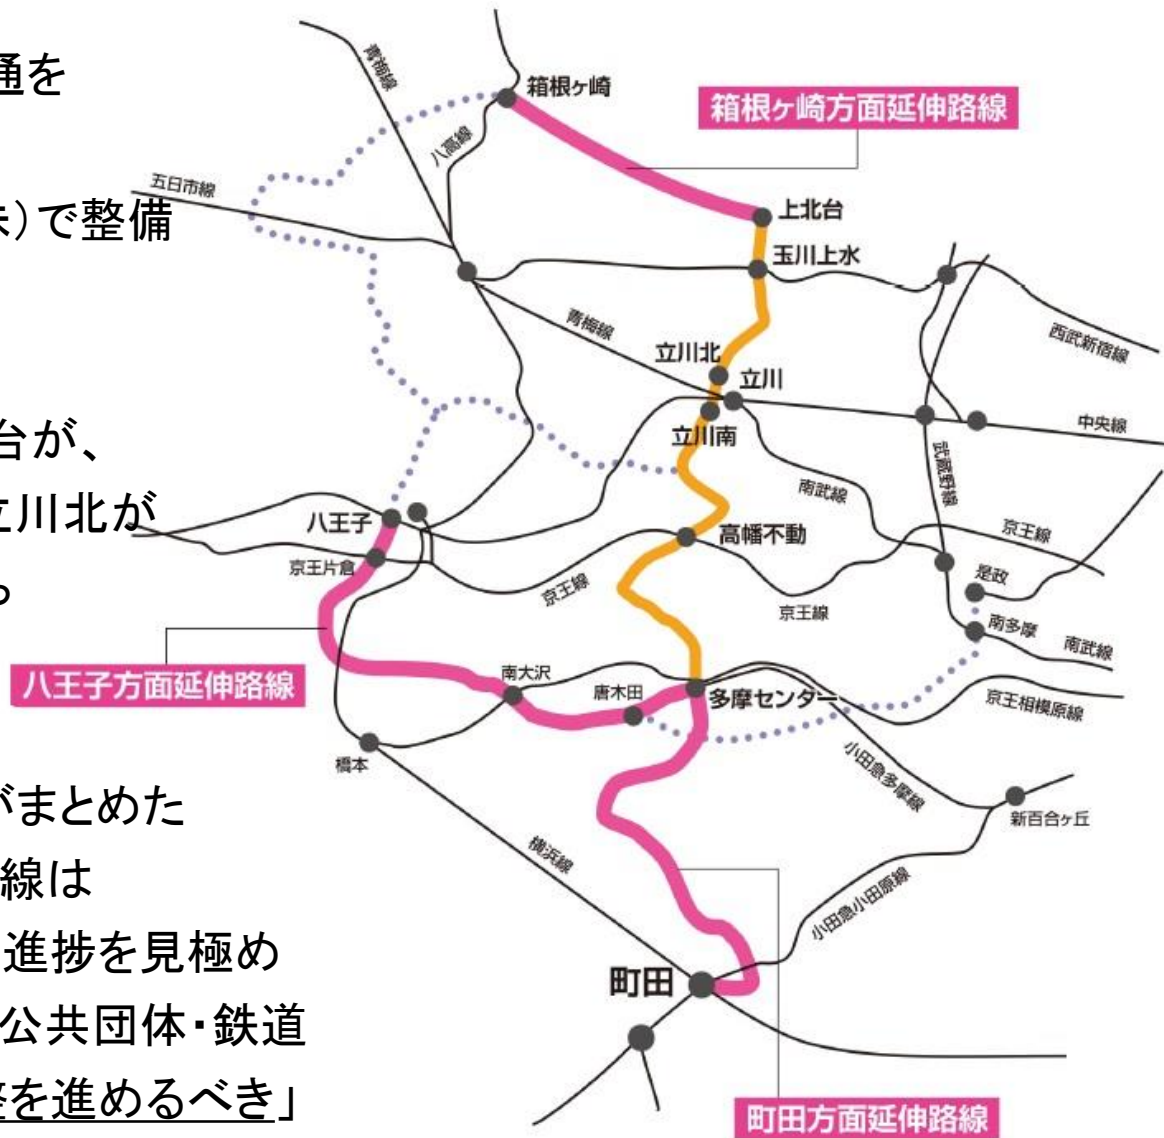 通を
株）で整備
台が、
立川北が
がまとめた
線は
進捗を見極め
公共団体・鉄道
を進めるべき」
青梅線
箱根ヶ崎
箱根ヶ崎方面延伸路線
八高線
五日市線
上北台
玉川上水
青梅線
西武新宿線
立川北
立川
立川南
中央線
武蔵野線
南武線
八王子
高幡不動
京王線
京王片倉
京王線
京王線
是政
南多摩
南武線
八王子方面延伸路線
南大沢
唐木田
多摩センター
京王相模原線
橋本
小田急多摩線
新百合ヶ丘
横浜線
小田急小田原線
町田
町田方面延伸路線